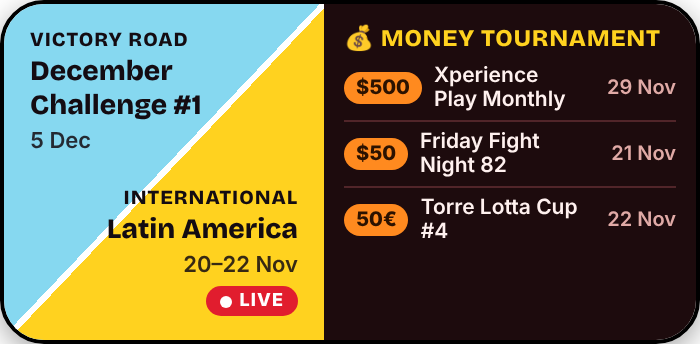 VICTORY ROAD
December
Challenge #1
5 Dec
INTERNATIONAL
Latin America
20–22 Nov
LIVE
💰 MONEY TOURNAMENT
$500 Xperience Play Monthly 29 Nov
$50 Friday Fight Night 82 21 Nov
50€ Torre Lotta Cup #4 22 Nov